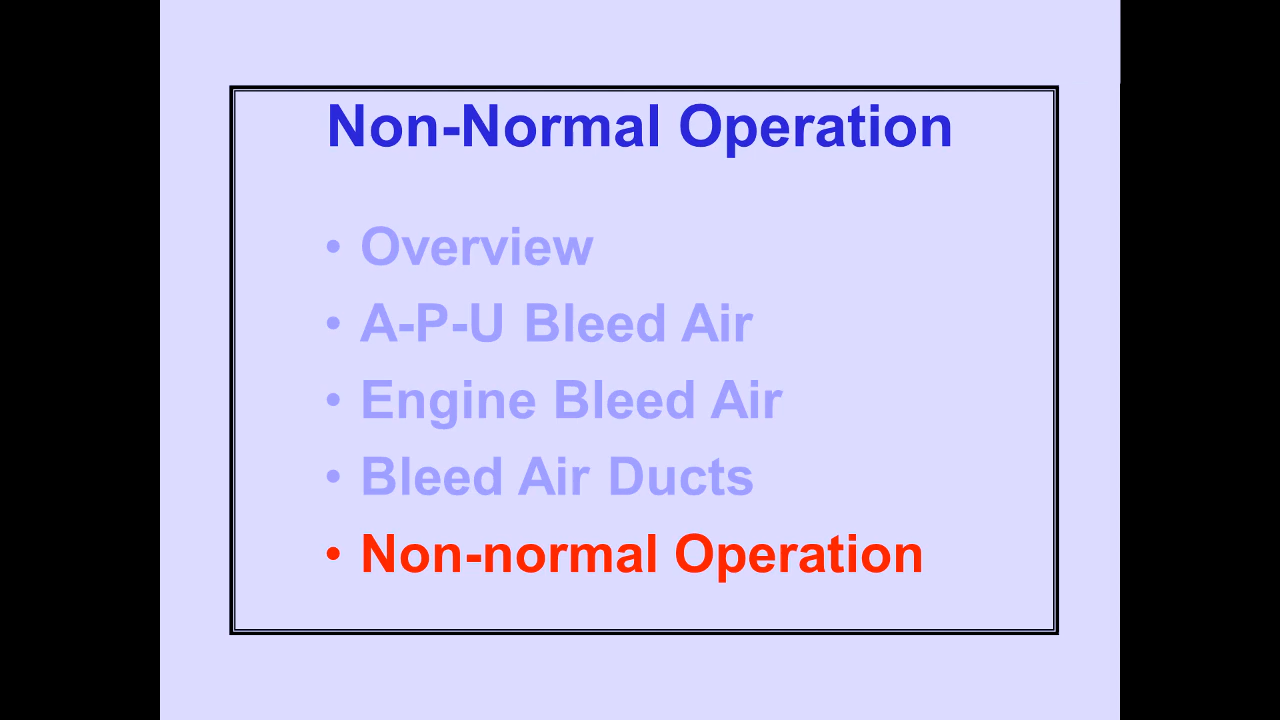 Non-Normal Operation
• Overview
• A-P-U Bleed Air
• Engine Bleed Air
• Bleed Air Ducts
• Non-normal Operation